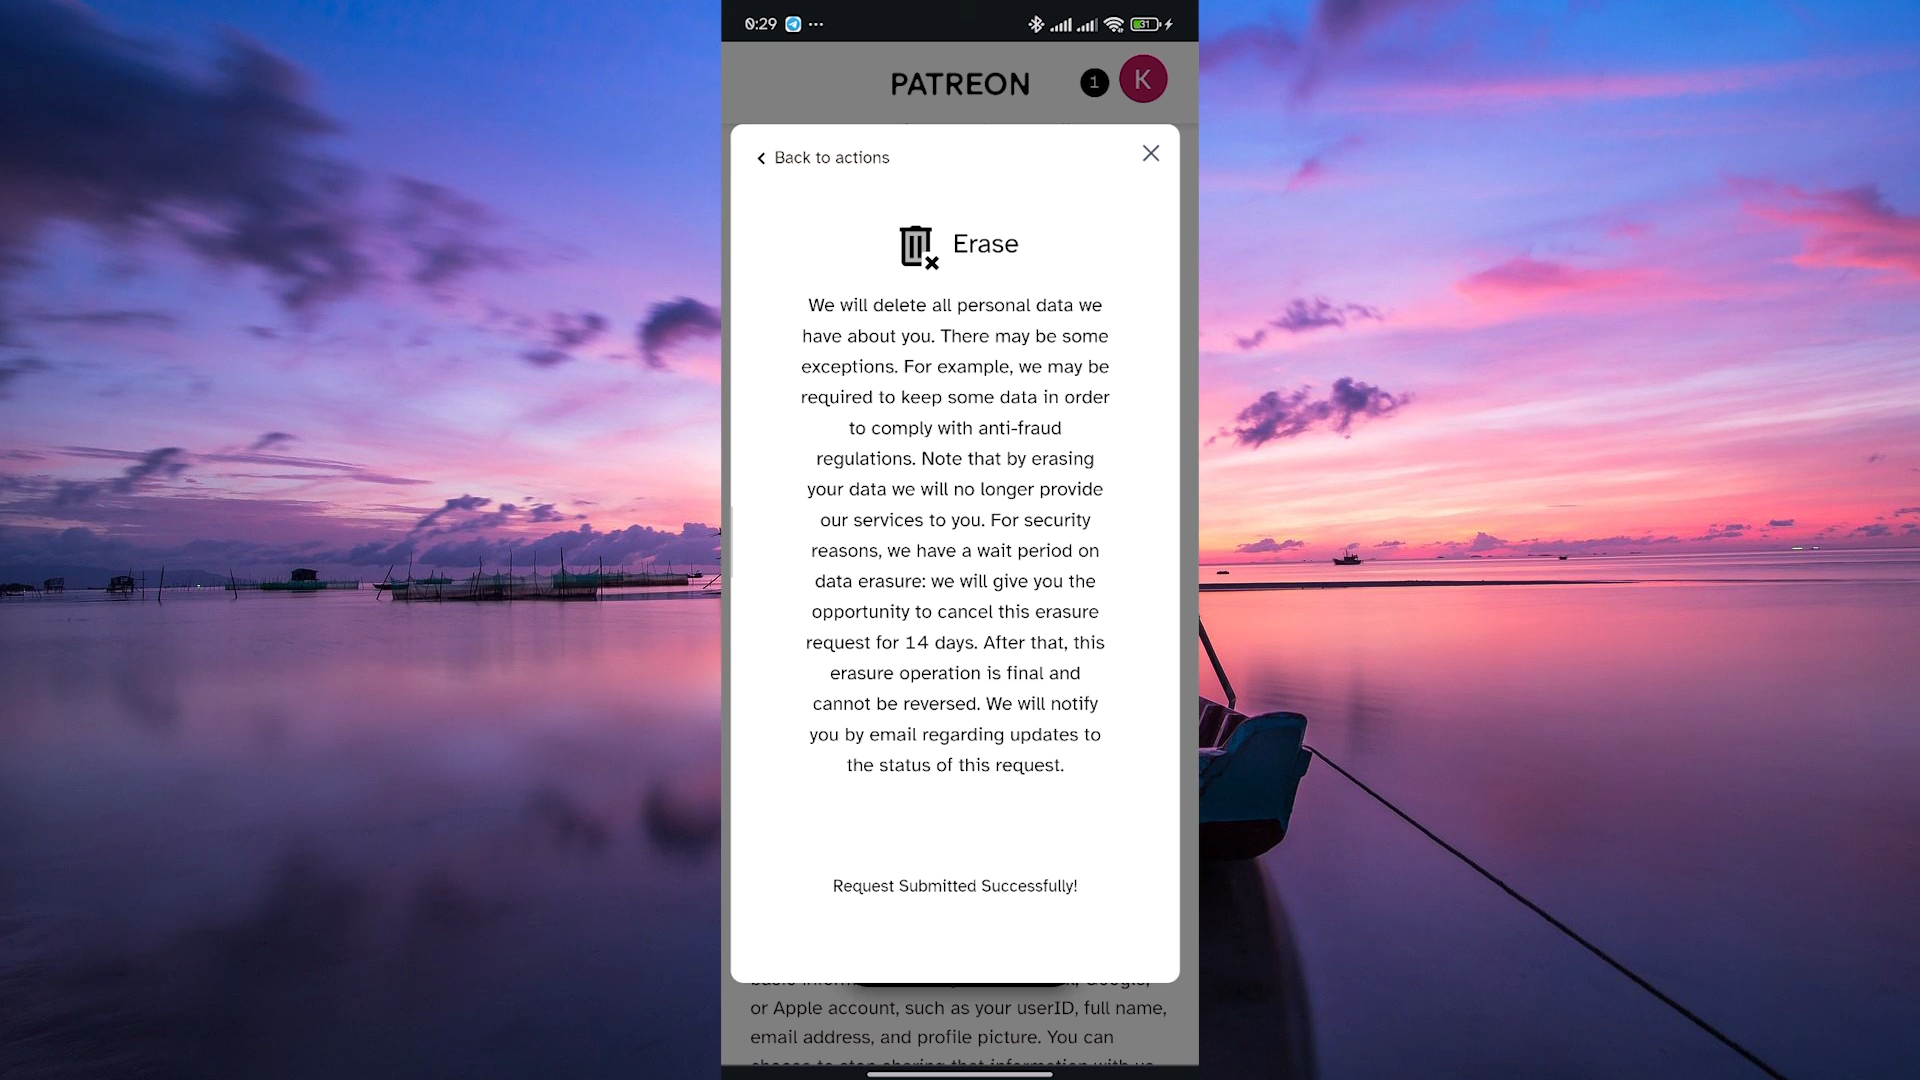 0:29
31
PATREON
1
K
Back to actions
Erase
We will delete all personal data we
have about you. There may be some
exceptions. For example, we may be
required to keep some data in order
to comply with anti-fraud
regulations. Note that by erasing
your data we will no longer provide
our services to you. For security
reasons, we have a wait period on
data erasure: we will give you the
opportunity to cancel this erasure
request for 14 days. After that, this
erasure operation is final and
cannot be reversed. We will notify
you by email regarding updates to
the status of this request.
Request Submitted Successfully!
or Apple account, such as your userID, full name,
email address, and profile picture. You can